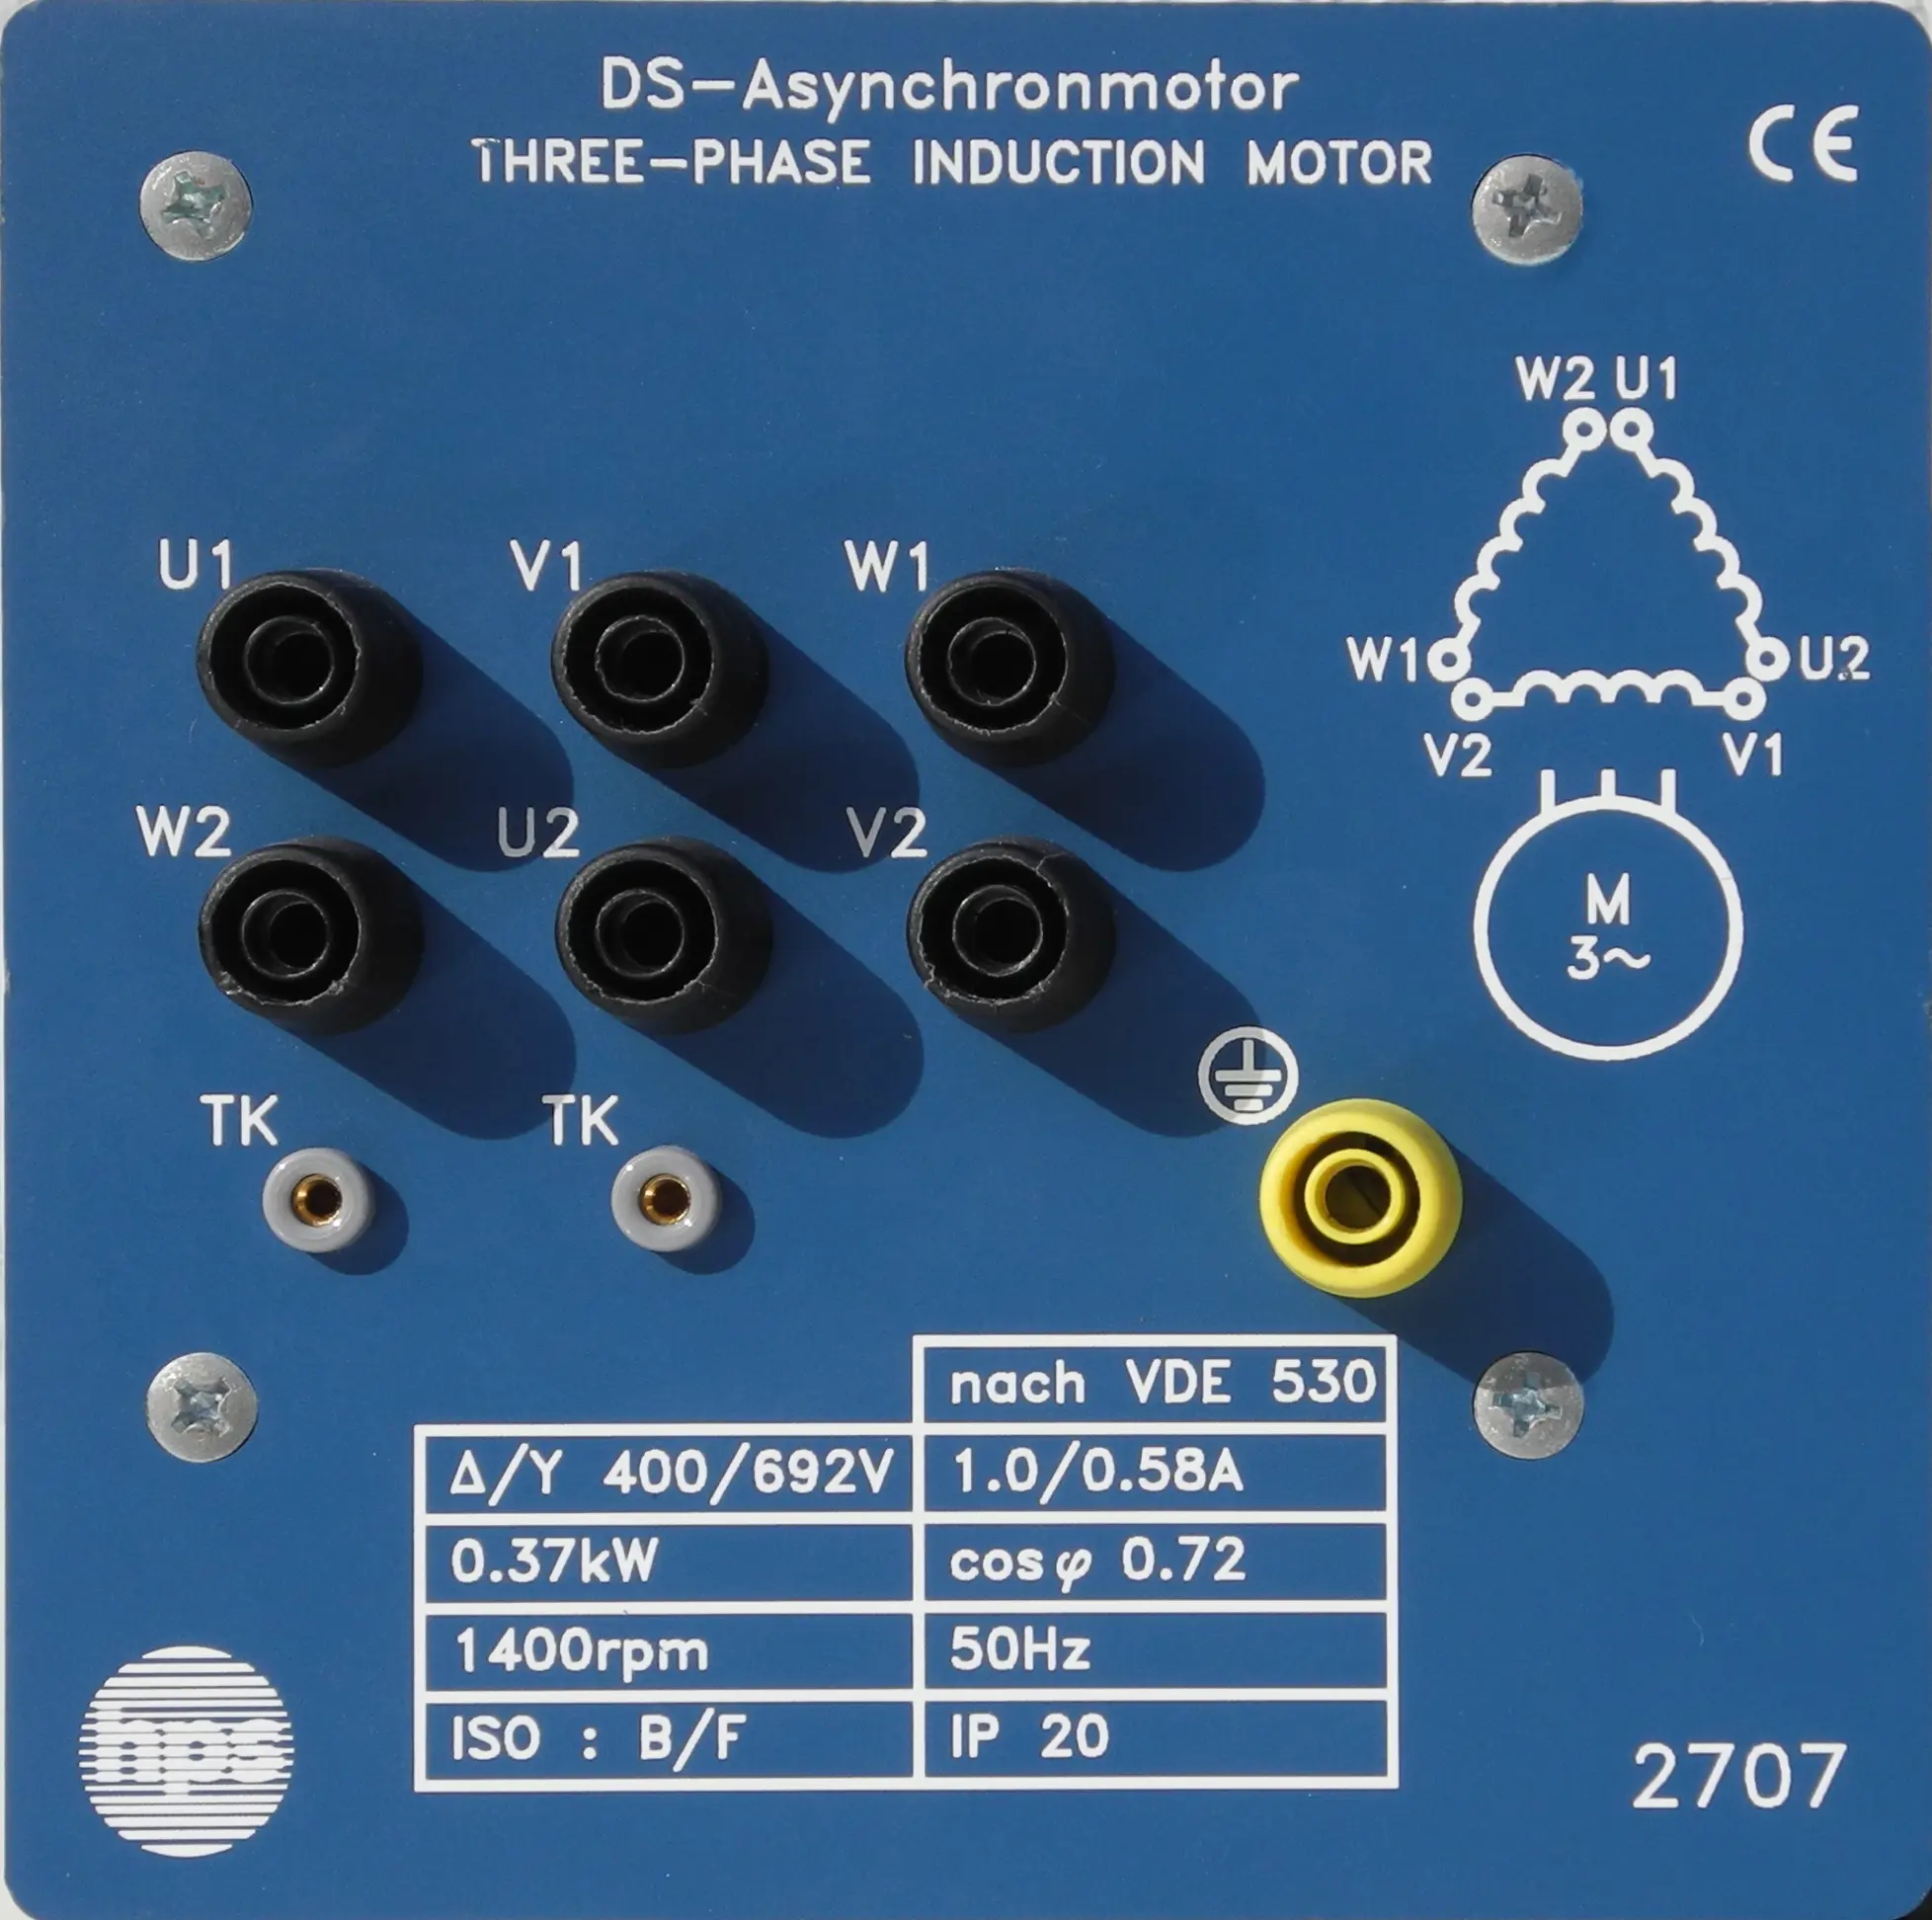 DS-Asynchronmotor
THREE-PHASE INDUCTION MOTOR
CE
W2 U1
U1 V1 W1
W1 U2
V2 V1
W2 U2 V2
M
3~
TK TK
nach VDE 530
Δ/Y 400/692V 1.0/0.58A
0.37kW cosφ 0.72
1400rpm 50Hz
ISO : B/F IP 20
hps
2707